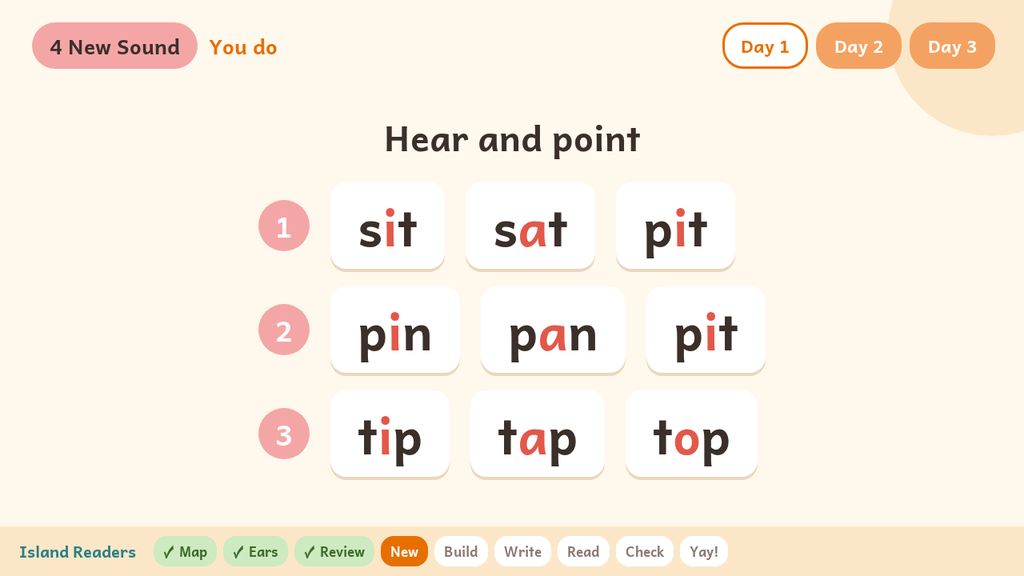 4 New Sound You do Day 1 Day 2 Day 3
Hear and point
1 sit sat pit
2 pin pan pit
3 tip tap top
Island Readers ✓ Map ✓ Ears ✓ Review New Build Write Read Check Yay!